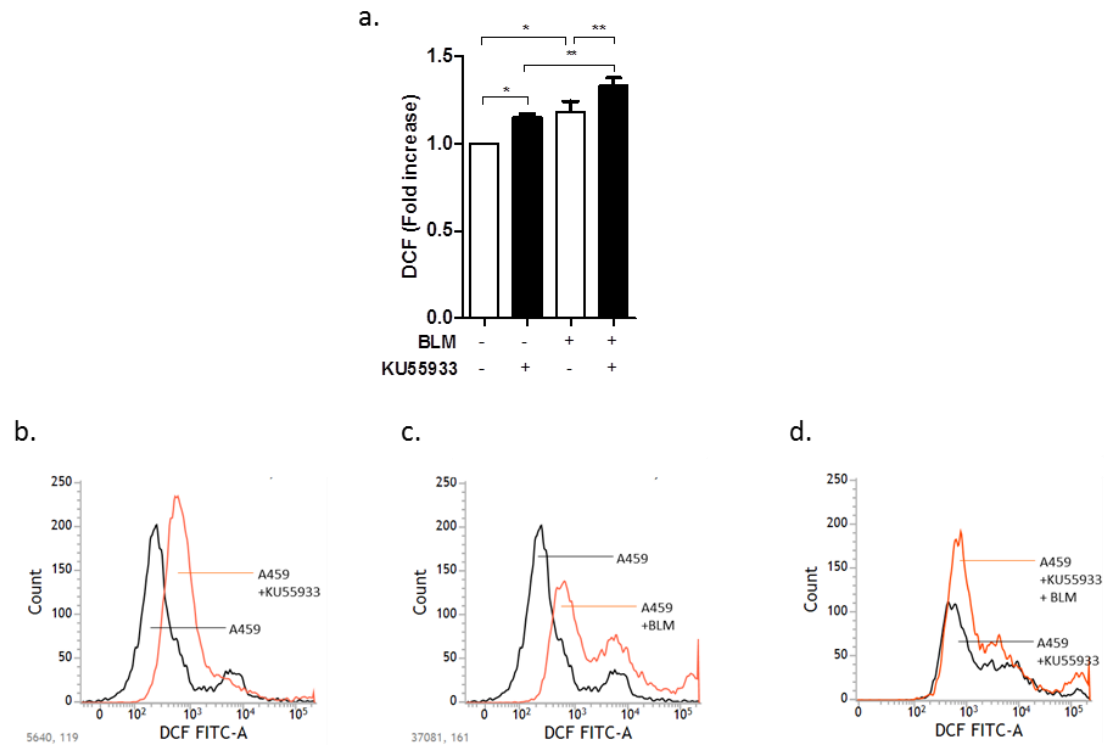 a.
* **
**
*
DCF (Fold increase)
1.5
1.0
0.5
0.0
BLM - - + +
KU55933 - + - +
b.
Count
250
200
150
100
50
0
A459
+KU55933
A459
0 10² 10³ 10⁴ 10⁵
DCF FITC-A
5640, 119
c.
Count
250
200
150
100
50
0
A459
A459
+BLM
0 10² 10³ 10⁴ 10⁵
DCF FITC-A
37081, 161
d.
Count
250
200
150
100
50
0
A459
+KU55933
+ BLM
A459
+KU55933
0 10² 10³ 10⁴ 10⁵
DCF FITC-A